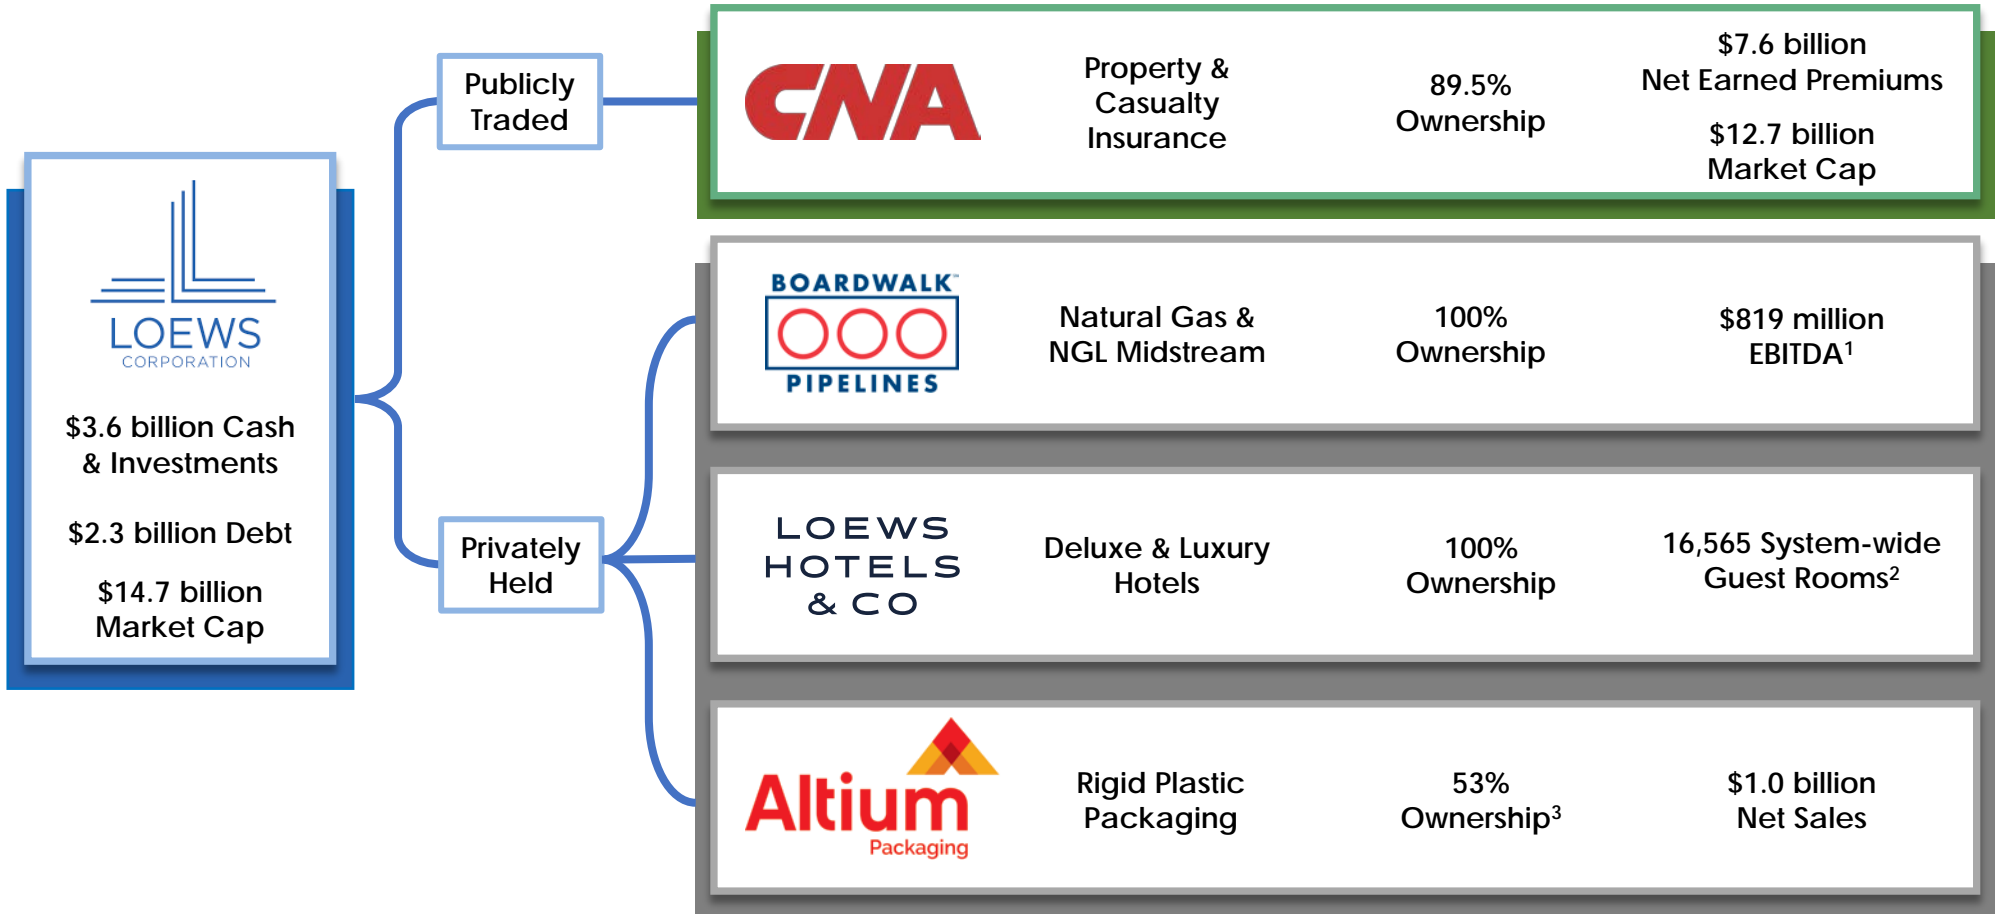 LOEWS
CORPORATION
$3.6 billion Cash
& Investments
$2.3 billion Debt
$14.7 billion
Market Cap
Publicly
Traded
Privately
Held
CNA
Property &
Casualty
Insurance
89.5%
Ownership
$7.6 billion
Net Earned Premiums
$12.7 billion
Market Cap
BOARDWALK™
PIPELINES
Natural Gas &
NGL Midstream
100%
Ownership
$819 million
EBITDA¹
LOEWS
HOTELS
& CO
Deluxe & Luxury
Hotels
100%
Ownership
16,565 System-wide
Guest Rooms²
Altium
Packaging
Rigid Plastic
Packaging
53%
Ownership³
$1.0 billion
Net Sales